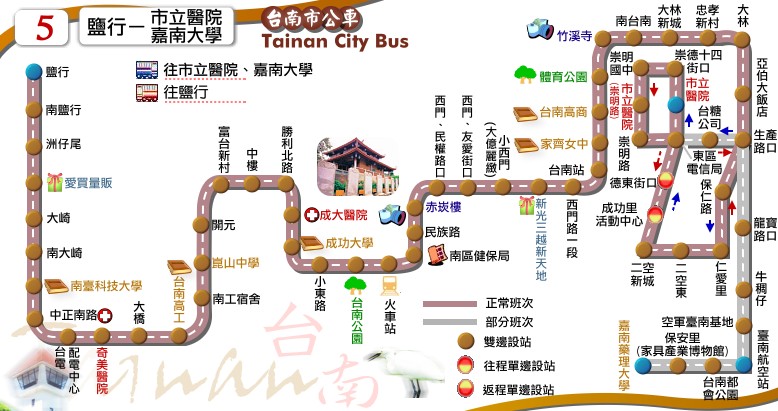 5
鹽行－市立醫院
嘉南大學
台南市公車
Tainan City Bus
往市立醫院、嘉南大學
往鹽行
鹽行
南鹽行
洲仔尾
愛買量販
大崎
南大崎
南臺科技大學
中正南路
台電
配電中心
奇美醫院
大橋
台南高工
南工宿舍
崑山中學
開元
富台新村
中樓
勝利北路
成大醫院
成功大學
小東路
台南公園
火車站
南區健保局
民族路
赤崁樓
西門、民權路口
西門、友愛街口
小西門
(大億麗緻)
新光三越新天地
西門路一段
台南站
家齊女中
台南高商
體育公園
竹溪寺
南台南
大林新城
忠孝新村
大林
亞伯大飯店
生產路口
崇明國中
崇德十四街口
市立醫院
(崇明路)
市立醫院
台糖公司
崇明路
東區電信局
德東街口
成功里
活動中心
保仁路
二空新城
二空東
仁愛里
龍寶路口
牛稠仔
空軍臺南基地
保安里
(家具產業博物館)
嘉南藥理大學
台南都會公園
臺南航空站
正常班次
部分班次
雙邊設站
往程單邊設站
返程單邊設站
Tainan
台南